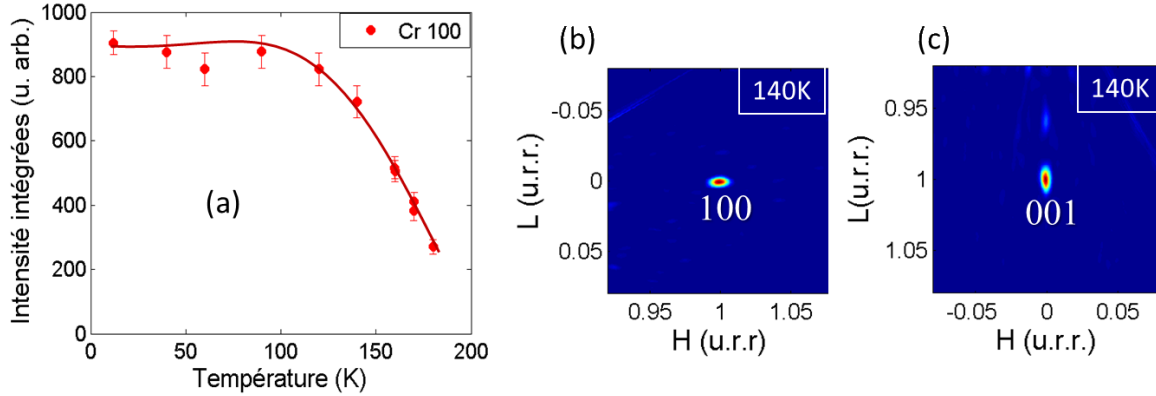 1000
800
600
400
200
0
Intensité intégrées (u. arb.)
Cr 100
(a)
0 50 100 150 200
Température (K)
(b)
140K
-0.05
0
0.05
L (u.r.r.)
100
0.95 1 1.05
H (u.r.r)
(c)
140K
0.95
1
1.05
L(u.r.r.)
001
-0.05 0 0.05
H (u.r.r.)